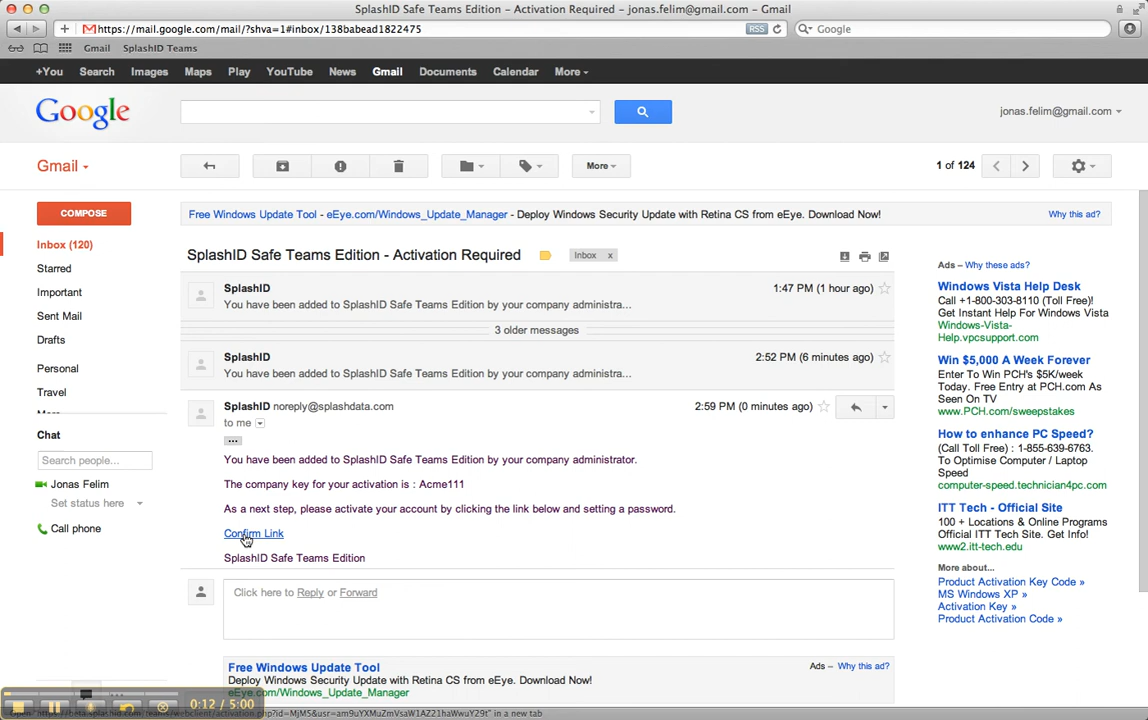 SplashID Safe Teams Edition – Activation Required – jonas.felim@gmail.com – Gmail
https://mail.google.com/mail/?shva=1#inbox/138babead1822475 RSS Google
Gmail SplashID Teams
+You Search Images Maps Play YouTube News Gmail Documents Calendar More
Google jonas.felim@gmail.com
Gmail More 1 of 124
COMPOSE
Free Windows Update Tool - eEye.com/Windows_Update_Manager - Deploy Windows Security Update with Retina CS from eEye. Download Now! Why this ad?
Inbox (120)
Starred
Important
Sent Mail
Drafts
Personal
Travel
Chat
Search people...
Jonas Felim
Set status here
Call phone
SplashID Safe Teams Edition - Activation Required Inbox x
SplashID 1:47 PM (1 hour ago)
You have been added to SplashID Safe Teams Edition by your company administra...
3 older messages
SplashID 2:52 PM (6 minutes ago)
You have been added to SplashID Safe Teams Edition by your company administra...
SplashID noreply@splashdata.com 2:59 PM (0 minutes ago)
to me
...
You have been added to SplashID Safe Teams Edition by your company administrator.
The company key for your activation is : Acme111
As a next step, please activate your account by clicking the link below and setting a password.
Confirm Link
SplashID Safe Teams Edition
Click here to Reply or Forward
Free Windows Update Tool Ads – Why this ad?
Deploy Windows Security Update with Retina CS from eEye. Download Now!
eEye.com/Windows_Update_Manager
Ads – Why these ads?
Windows Vista Help Desk
Call +1-800-303-8110 (Toll Free)!
Get Instant Help For Windows Vista
Windows-Vista-
Help.vpcsupport.com
Win $5,000 A Week Forever
Enter To Win PCH's $5K/week
Today. Free Entry at PCH.com As
Seen On TV
www.PCH.com/sweepstakes
How to enhance PC Speed?
(Call Toll Free) : 1-855-639-6763.
To Optimise Computer / Laptop
Speed
computer-speed.technician4pc.com
ITT Tech - Official Site
100 + Locations & Online Programs
Official ITT Tech Site. Get Info!
www2.itt-tech.edu
More about...
Product Activation Key Code »
MS Windows XP »
Activation Key »
Product Activation Code »
0:12 / 5:00
in a new tab